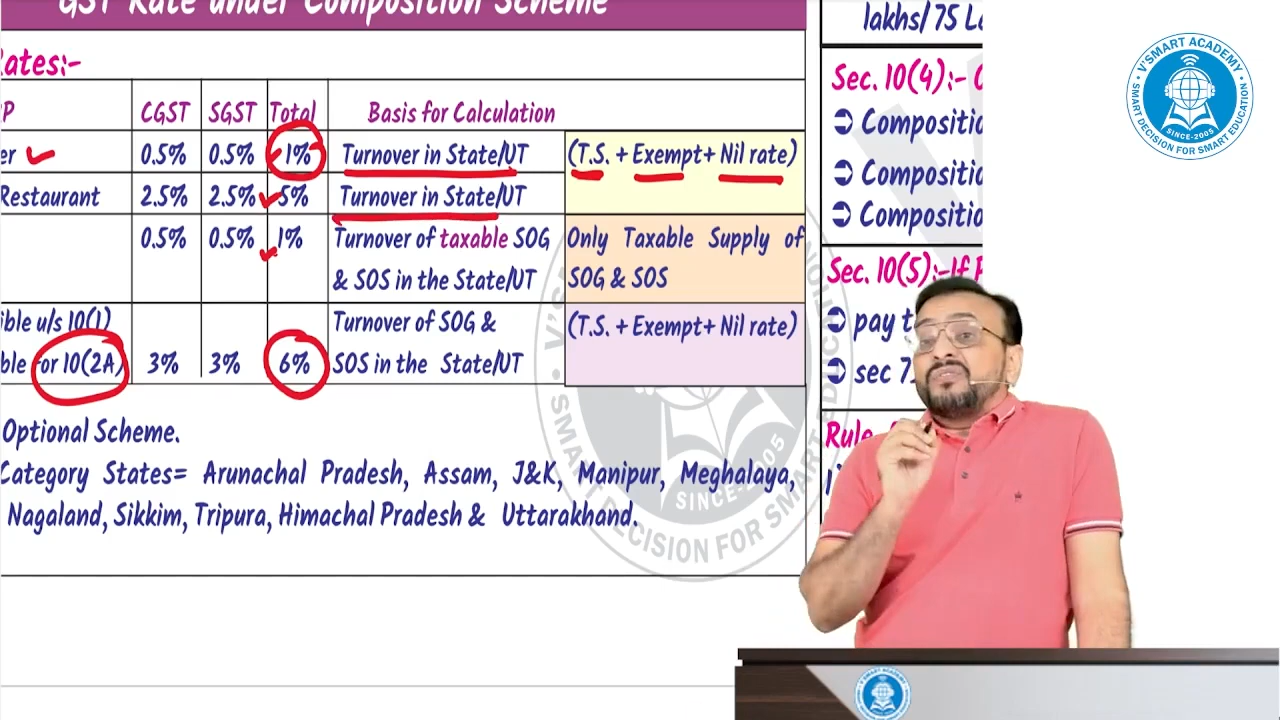 GST Rate under Composition Scheme
ates:-
P CGST SGST Total Basis for Calculation
er 0.5% 0.5% 1% Turnover in State/UT (T.S. + Exempt+ Nil rate)
Restaurant 2.5% 2.5% 5% Turnover in State/UT
0.5% 0.5% 1% Turnover of taxable SOG Only Taxable Supply of
& SOS in the State/UT SOG & SOS
ible u/s 10(1) Turnover of SOG & (T.S. + Exempt+ Nil rate)
ble for 10(2A) 3% 3% 6% SOS in the State/UT
Optional Scheme.
Category States= Arunachal Pradesh, Assam, J&K, Manipur, Meghalaya,
Nagaland, Sikkim, Tripura, Himachal Pradesh & Uttarakhand.
lakhs/ 75 La
Sec. 10(4):-
➲ Compositio
➲ Compositio
➲ Compositio
Sec. 10(5):-If
➲ pay t
➲ sec 7
Rule
V'SMART ACADEMY
SMART DECISION FOR SMART EDUCATION
SINCE-2005